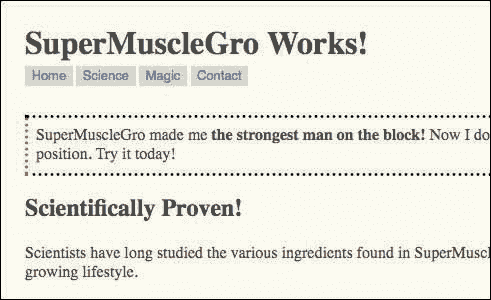 SuperMuscleGro Works!
Home Science Magic Contact
SuperMuscleGro made me the strongest man on the block! Now I do
position. Try it today!
Scientifically Proven!
Scientists have long studied the various ingredients found in SuperMuscl
growing lifestyle.